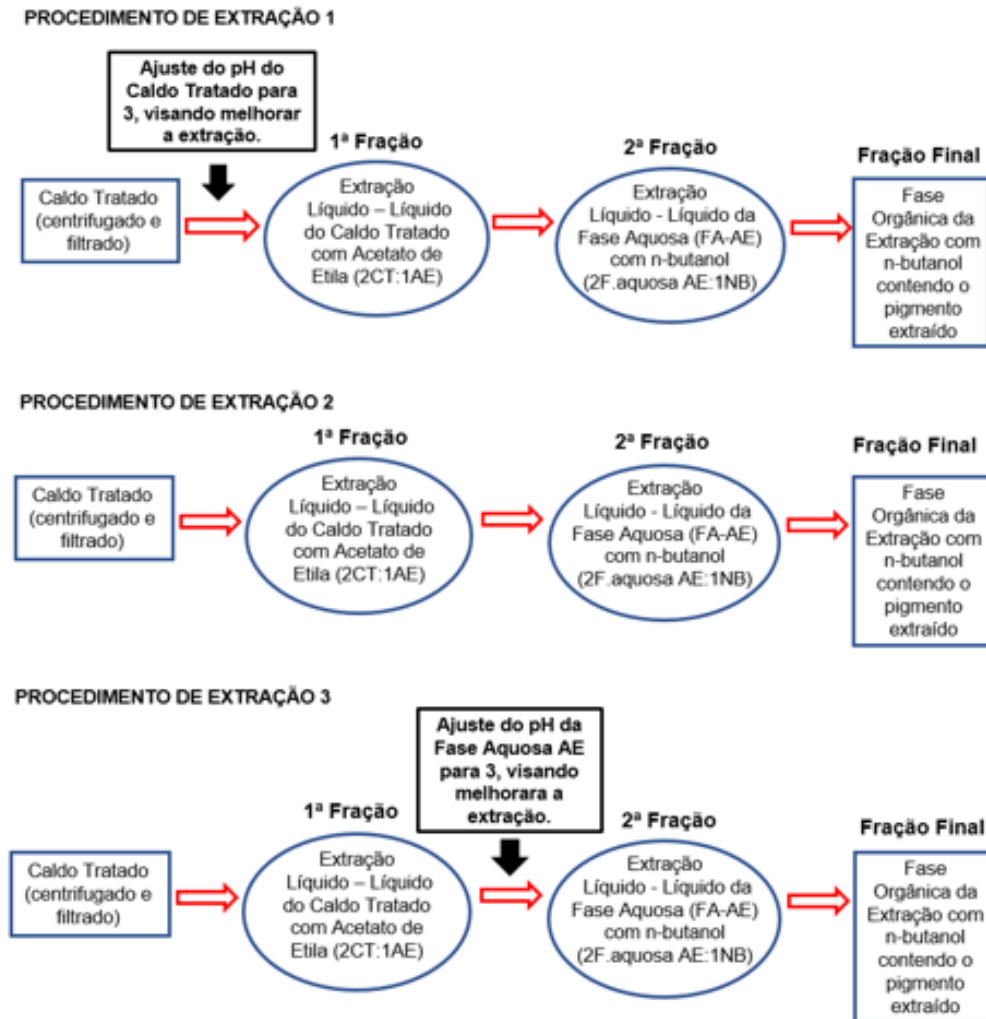 PROCEDIMENTO DE EXTRAÇÃO 1
Ajuste do pH do
Caldo Tratado para
3, visando melhorar
a extração.
1ª Fração
2ª Fração
Fração Final
Caldo Tratado
(centrifugado e
filtrado)
Extração
Líquido – Líquido
do Caldo Tratado
com Acetato de
Etila (2CT:1AE)
Extração
Líquido - Líquido da
Fase Aquosa (FA-AE)
com n-butanol
(2F.aquosa AE:1NB)
Fase
Orgânica da
Extração com
n-butanol
contendo o
pigmento
extraído
PROCEDIMENTO DE EXTRAÇÃO 2
1ª Fração
2ª Fração
Fração Final
Caldo Tratado
(centrifugado e
filtrado)
Extração
Líquido – Líquido
do Caldo Tratado
com Acetato de
Etila (2CT:1AE)
Extração
Líquido - Líquido da
Fase Aquosa (FA-AE)
com n-butanol
(2F.aquosa AE:1NB)
Fase
Orgânica da
Extração com
n-butanol
contendo o
pigmento
extraído
PROCEDIMENTO DE EXTRAÇÃO 3
Ajuste do pH da
Fase Aquosa AE
para 3, visando
melhorara a
extração.
1ª Fração
2ª Fração
Fração Final
Caldo Tratado
(centrifugado e
filtrado)
Extração
Líquido – Líquido
do Caldo Tratado
com Acetato de
Etila (2CT:1AE)
Extração
Líquido - Líquido da
Fase Aquosa (FA-AE)
com n-butanol
(2F.aquosa AE:1NB)
Fase
Orgânica da
Extração com
n-butanol
contendo o
pigmento
extraído